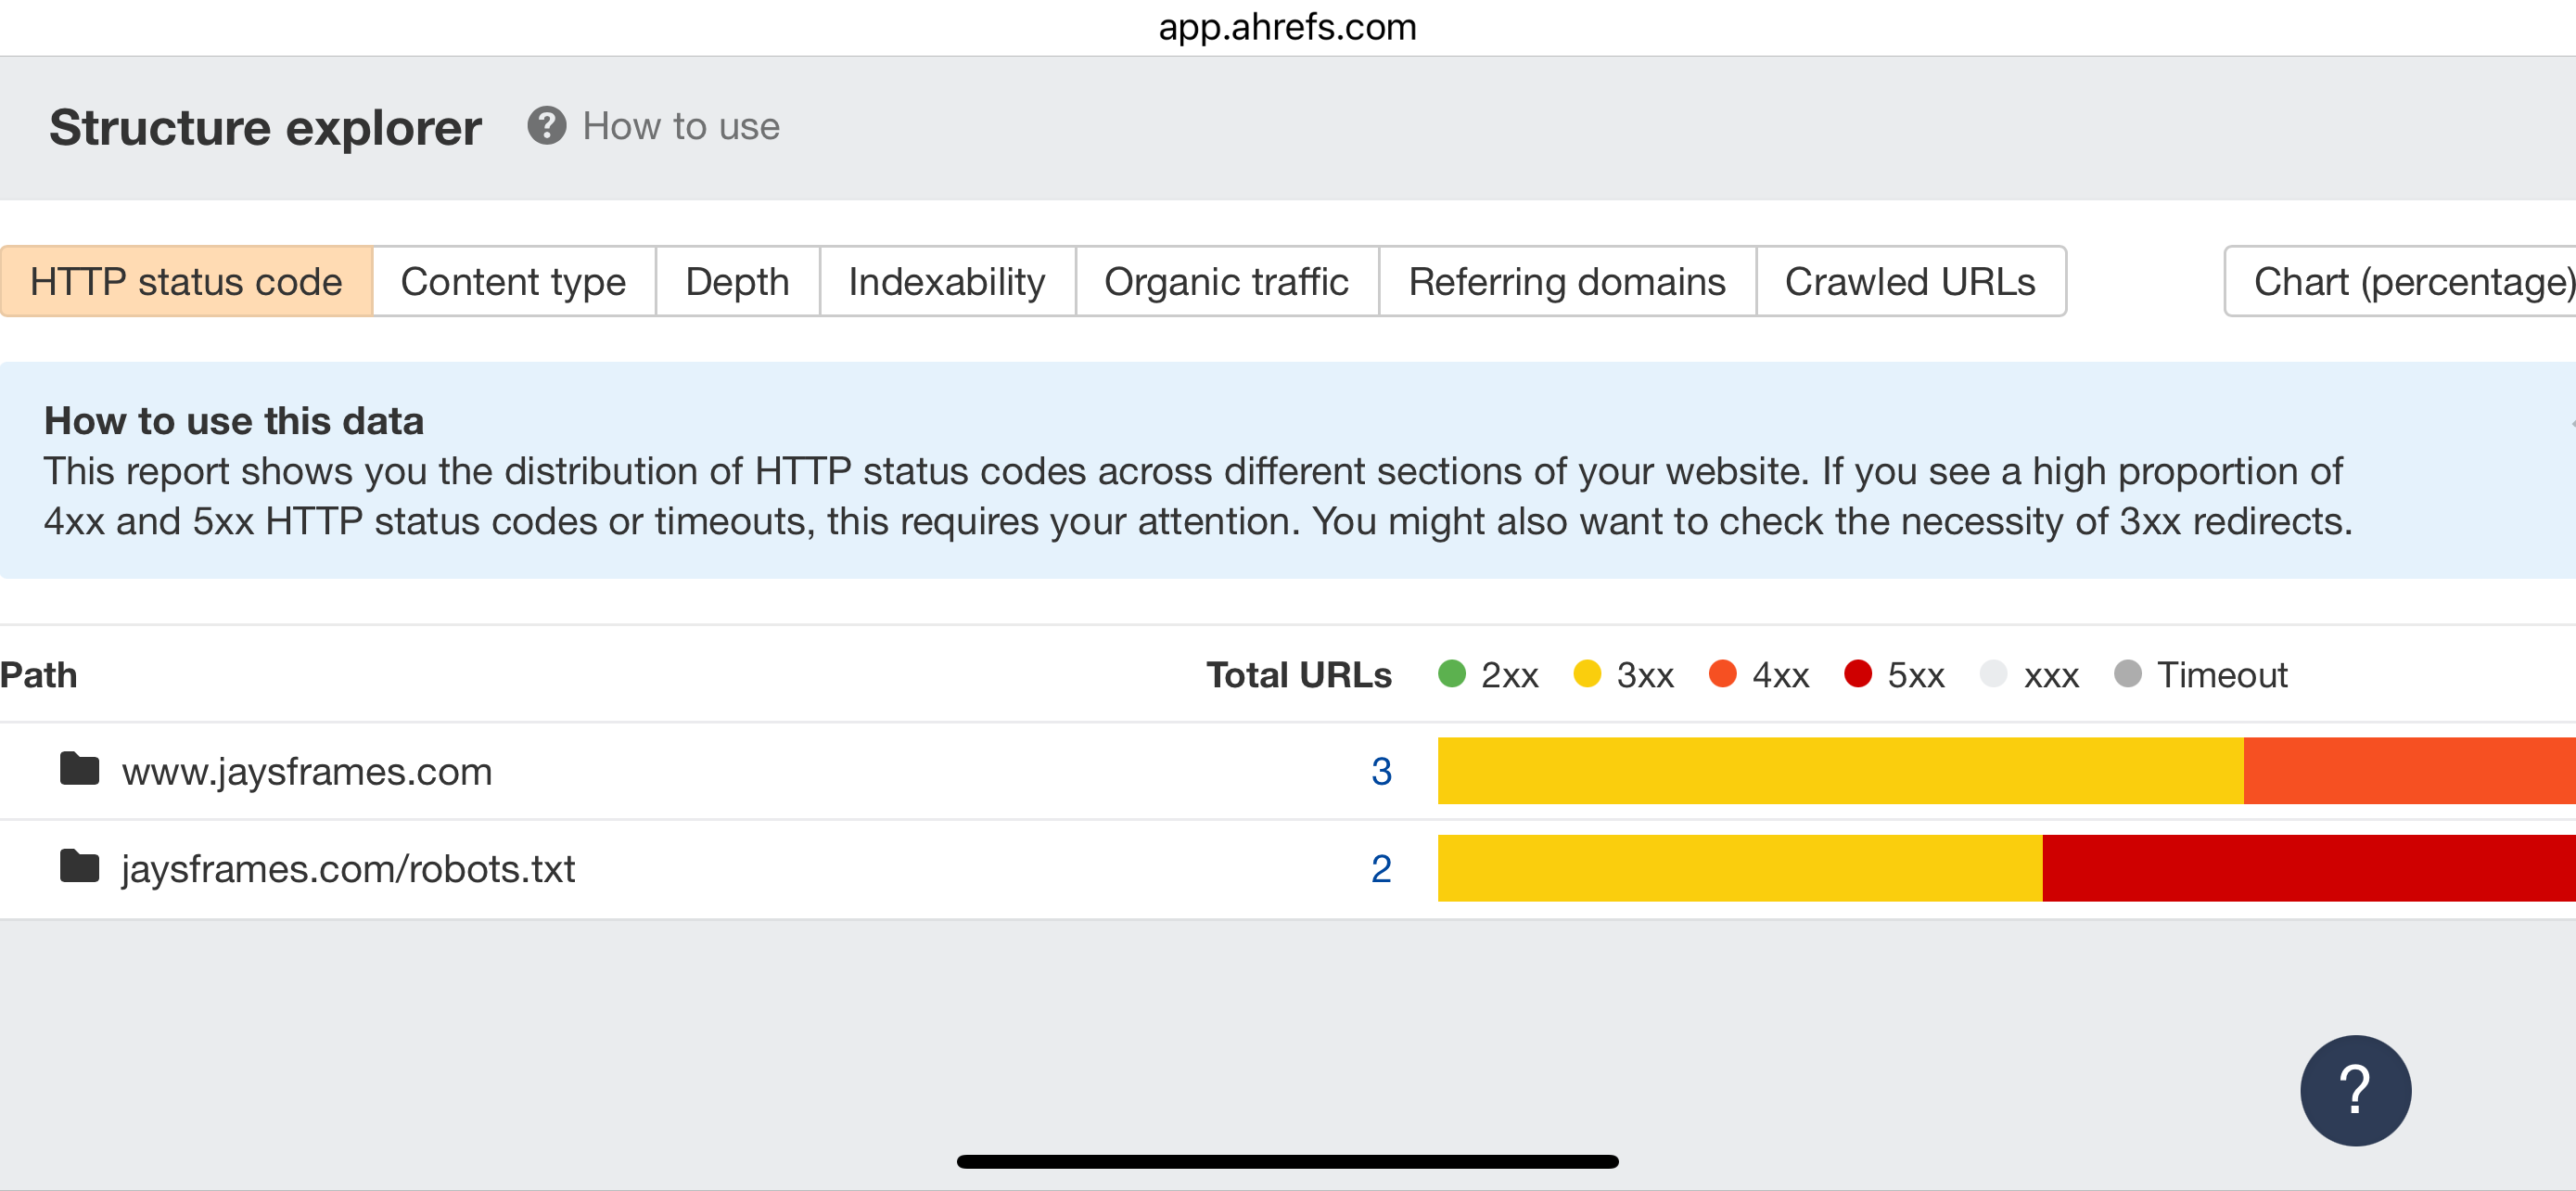 app.ahrefs.com
Structure explorer ? How to use
HTTP status code Content type Depth Indexability Organic traffic Referring domains Crawled URLs Chart (percentage)
How to use this data
This report shows you the distribution of HTTP status codes across different sections of your website. If you see a high proportion of
4xx and 5xx HTTP status codes or timeouts, this requires your attention. You might also want to check the necessity of 3xx redirects.
Path Total URLs 2xx 3xx 4xx 5xx xxx Timeout
www.jaysframes.com 3
jaysframes.com/robots.txt 2
?